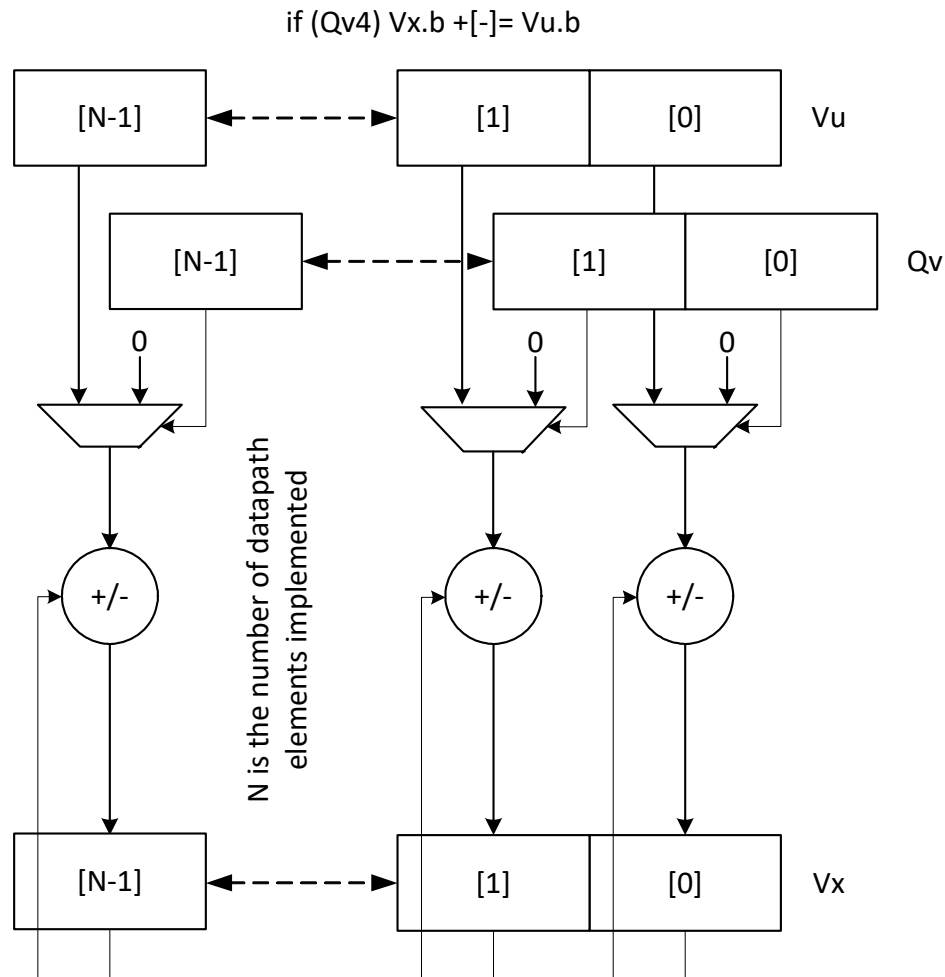 if (Qv4) Vx.b +[-]= Vu.b
[N-1] [1] [0] Vu
[N-1] [1] [0] Qv
0 0 0
N is the number of datapath
elements implemented
+/- +/- +/-
[N-1] [1] [0] Vx